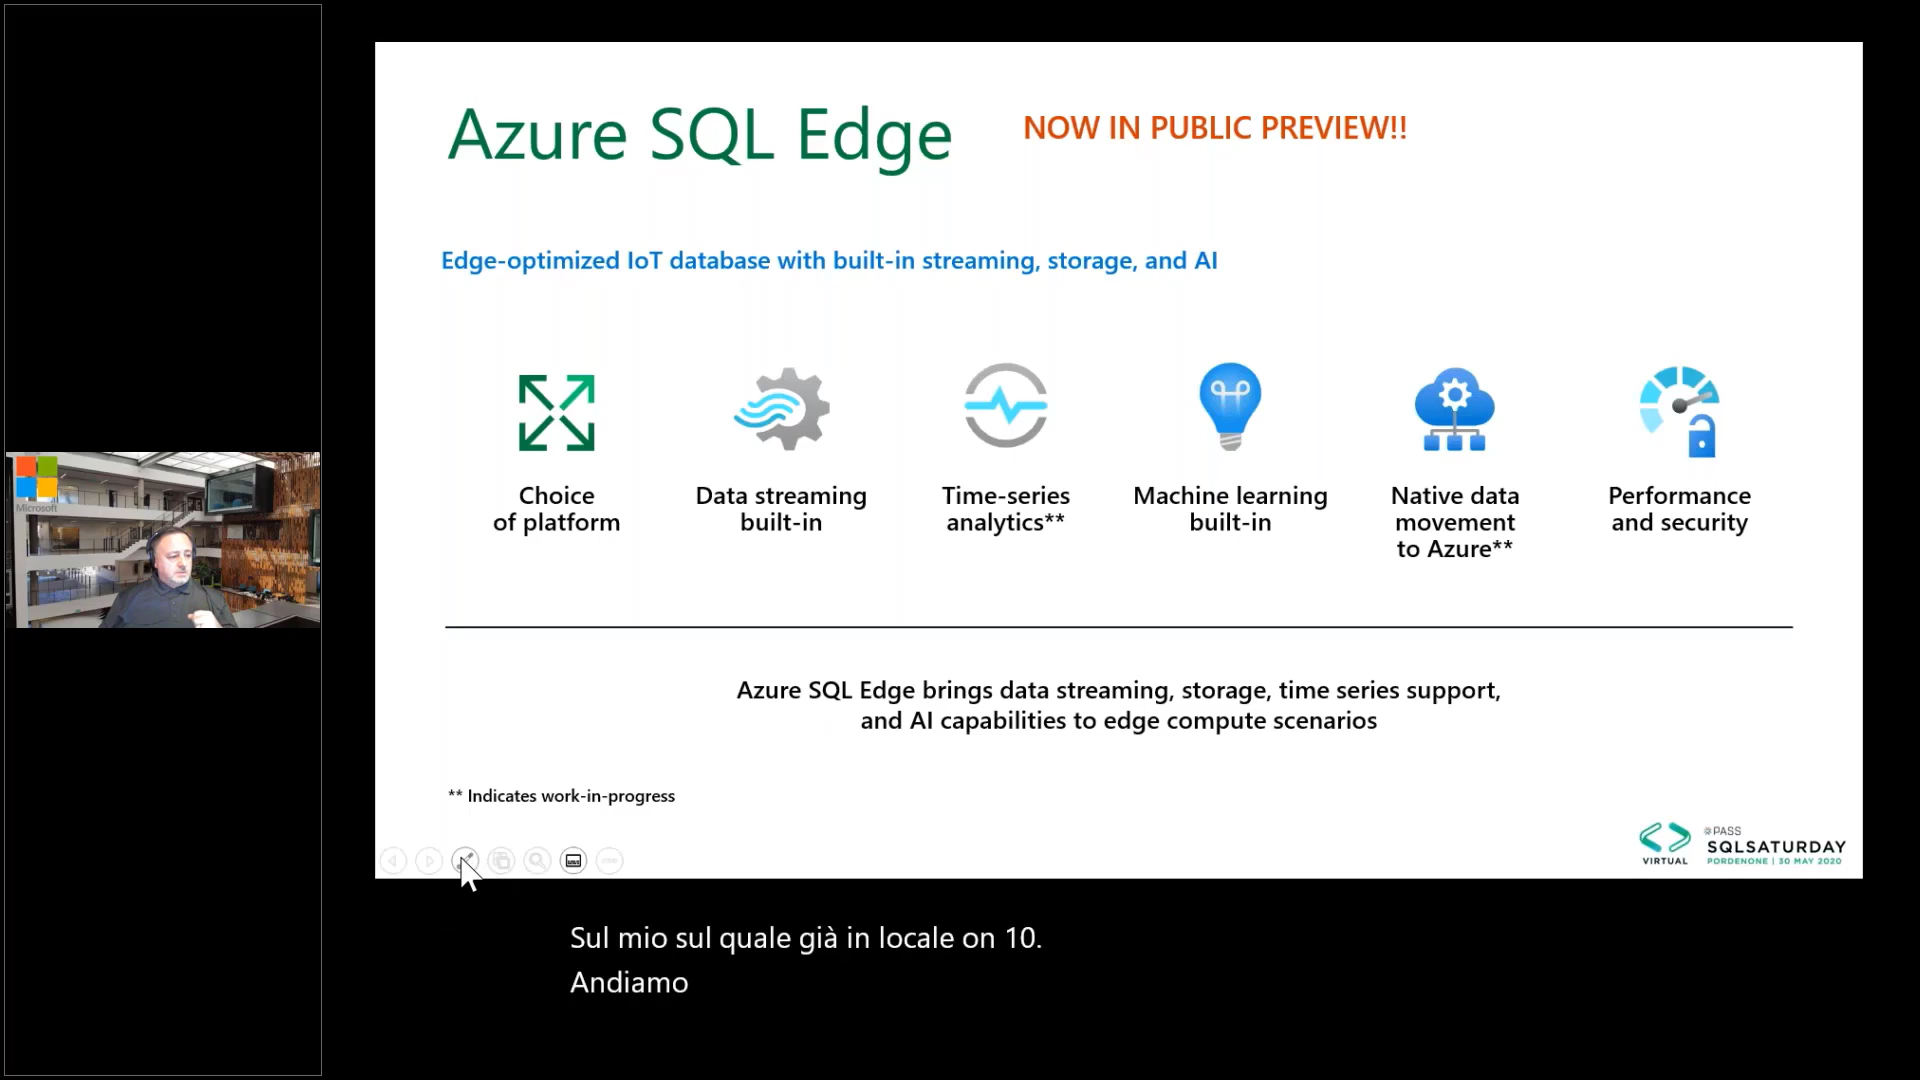 Azure SQL Edge
NOW IN PUBLIC PREVIEW!!
Edge-optimized IoT database with built-in streaming, storage, and AI
Choice
of platform
Data streaming
built-in
Time-series
analytics**
Machine learning
built-in
Native data
movement
to Azure**
Performance
and security
Azure SQL Edge brings data streaming, storage, time series support,
and AI capabilities to edge compute scenarios
** Indicates work-in-progress
PASS
SQLSATURDAY
PORDENONE | 30 MAY 2020
VIRTUAL
Microsoft
Sul mio sul quale già in locale on 10.
Andiamo